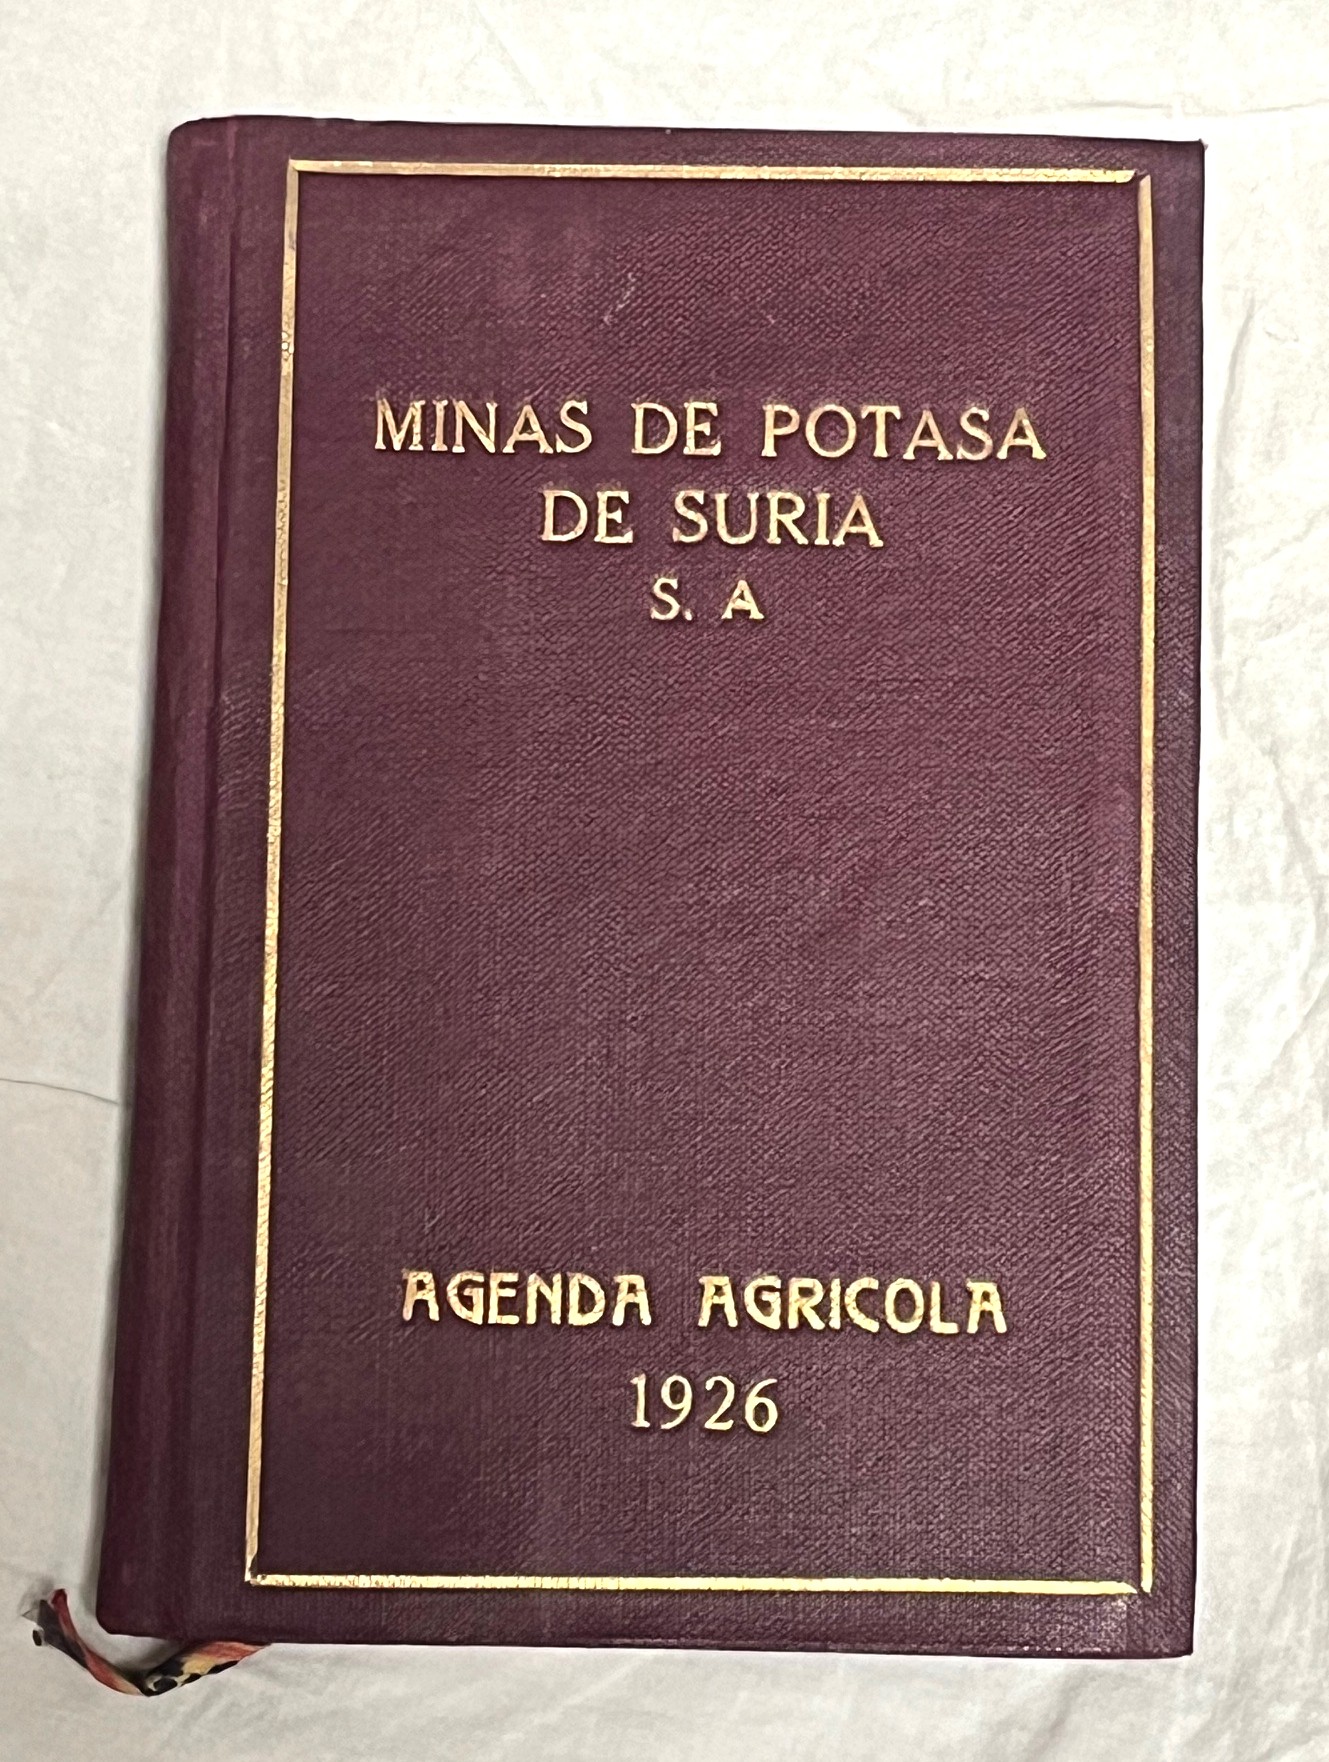 MINAS DE POTASA
DE SURIA
S. A
AGENDA AGRICOLA
1926